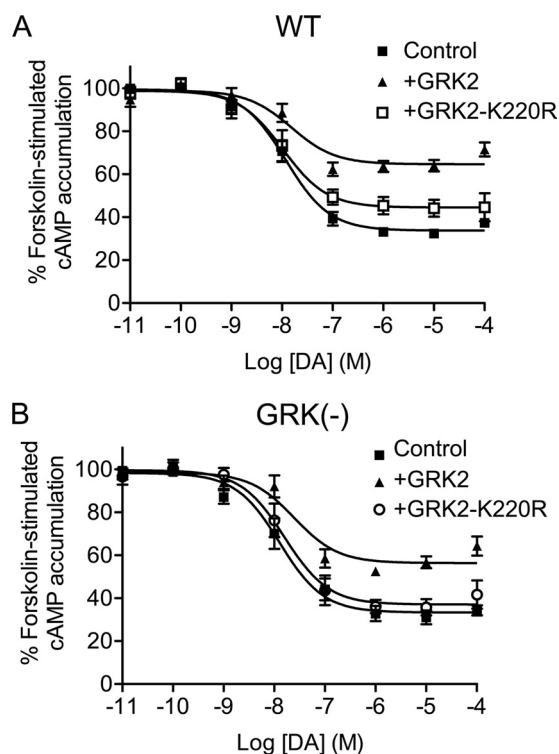 A
WT
Control
+GRK2
+GRK2-K220R
% Forskolin-stimulated
cAMP accumulation
100
80
60
40
20
0
-11 -10 -9 -8 -7 -6 -5 -4
Log [DA] (M)
B
GRK(-)
Control
+GRK2
+GRK2-K220R
% Forskolin-stimulated
cAMP accumulation
100
80
60
40
20
0
-11 -10 -9 -8 -7 -6 -5 -4
Log [DA] (M)